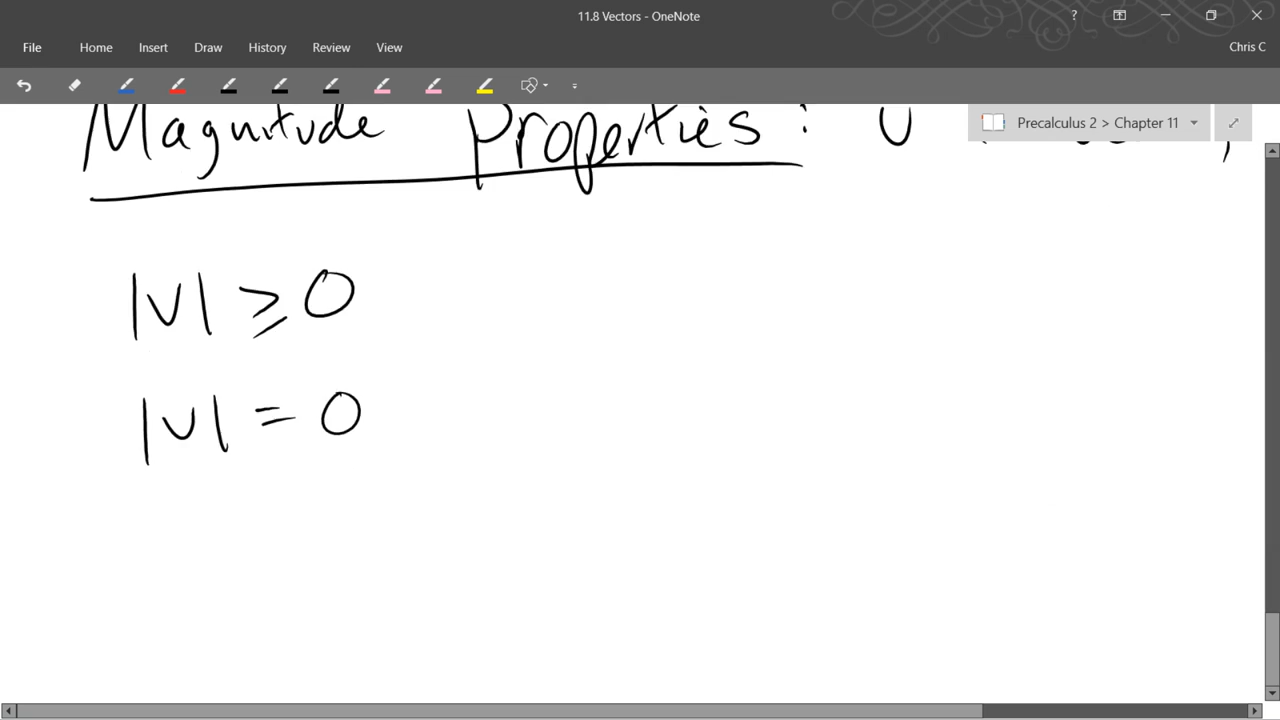 11.8 Vectors - OneNote
?
File Home Insert Draw History Review View
Chris C
Precalculus 2 > Chapter 11
Magnitude Properties: v
|v| ≥ 0
|v| = 0